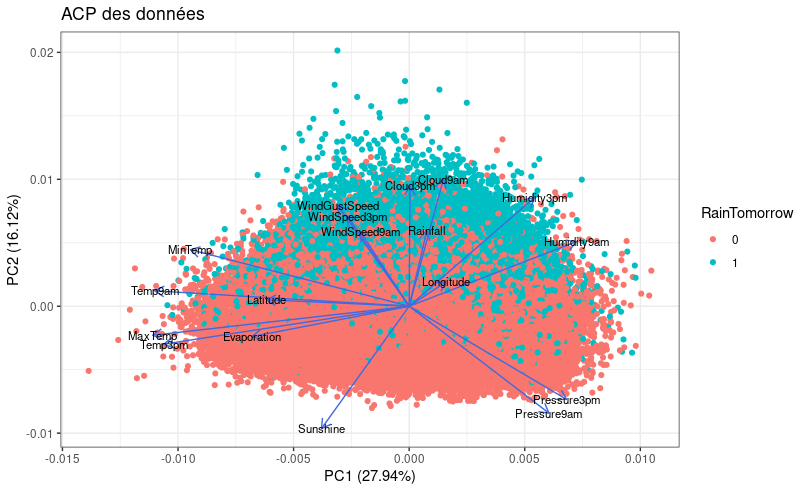 ACP des données
0.02
0.01
0.00
-0.01
PC2 (16.12%)
Cloud9am
Cloud3pm
Humidity3pm
WindGustSpeed
WindSpeed3pm
WindSpeed9am
Rainfall
Humidity9am
MinTemp
Longitude
Temp9am
Latitude
MaxTemp
Evaporation
Temp3pm
Pressure3pm
Pressure9am
Sunshine
-0.015
-0.010
-0.005
0.000
0.005
0.010
PC1 (27.94%)
RainTomorrow
0
1